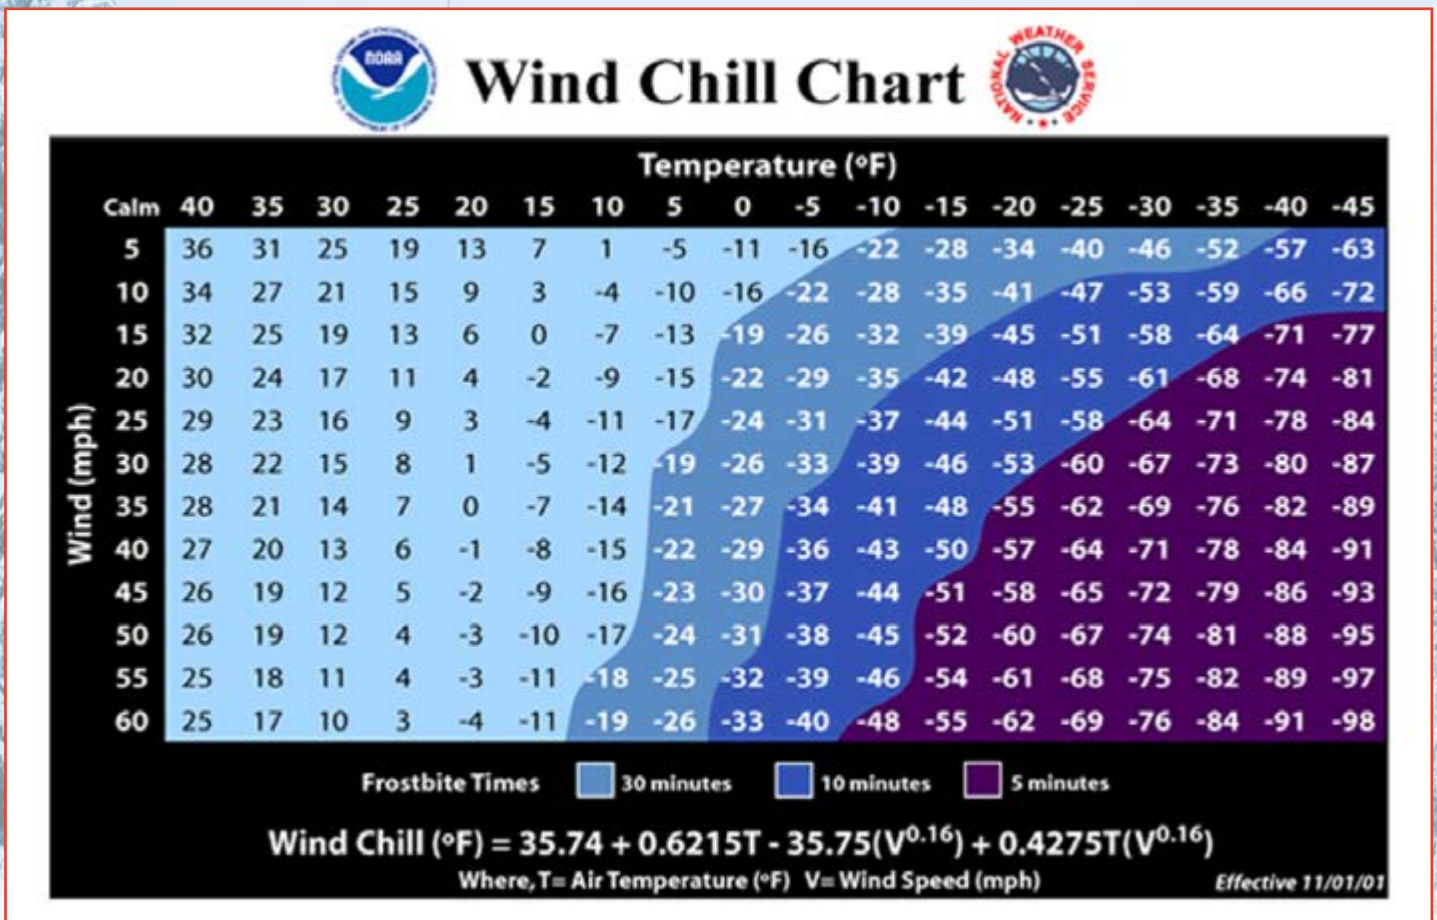 NOAA
Wind Chill Chart
NATIONAL WEATHER SERVICE
Temperature (°F)
Calm 40 35 30 25 20 15 10 5 0 -5 -10 -15 -20 -25 -30 -35 -40 -45
Wind (mph)
5 36 31 25 19 13 7 1 -5 -11 -16 -22 -28 -34 -40 -46 -52 -57 -63
10 34 27 21 15 9 3 -4 -10 -16 -22 -28 -35 -41 -47 -53 -59 -66 -72
15 32 25 19 13 6 0 -7 -13 -19 -26 -32 -39 -45 -51 -58 -64 -71 -77
20 30 24 17 11 4 -2 -9 -15 -22 -29 -35 -42 -48 -55 -61 -68 -74 -81
25 29 23 16 9 3 -4 -11 -17 -24 -31 -37 -44 -51 -58 -64 -71 -78 -84
30 28 22 15 8 1 -5 -12 -19 -26 -33 -39 -46 -53 -60 -67 -73 -80 -87
35 28 21 14 7 0 -7 -14 -21 -27 -34 -41 -48 -55 -62 -69 -76 -82 -89
40 27 20 13 6 -1 -8 -15 -22 -29 -36 -43 -50 -57 -64 -71 -78 -84 -91
45 26 19 12 5 -2 -9 -16 -23 -30 -37 -44 -51 -58 -65 -72 -79 -86 -93
50 26 19 12 4 -3 -10 -17 -24 -31 -38 -45 -52 -60 -67 -74 -81 -88 -95
55 25 18 11 4 -3 -11 -18 -25 -32 -39 -46 -54 -61 -68 -75 -82 -89 -97
60 25 17 10 3 -4 -11 -19 -26 -33 -40 -48 -55 -62 -69 -76 -84 -91 -98
Frostbite Times 30 minutes 10 minutes 5 minutes
Wind Chill (°F) = 35.74 + 0.6215T - 35.75(V^0.16) + 0.4275T(V^0.16)
Where, T= Air Temperature (°F) V= Wind Speed (mph)
Effective 11/01/01